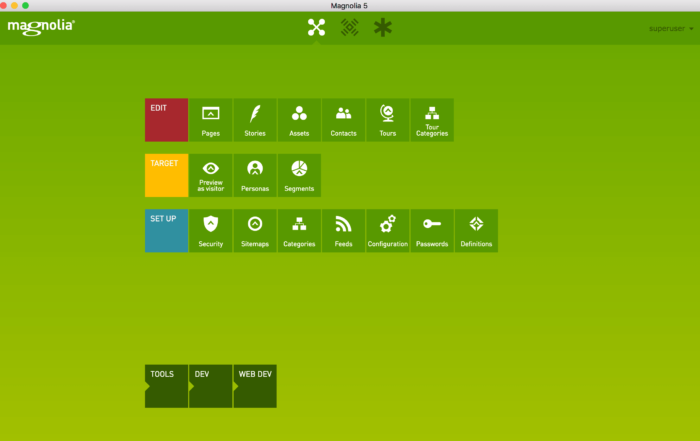 Magnolia 5
magnolia®
superuser
EDIT
Pages
Stories
Assets
Contacts
Tours
Tour
Categories
TARGET
Preview
as visitor
Personas
Segments
SET UP
Security
Sitemaps
Categories
Feeds
Configuration
Passwords
Definitions
TOOLS
DEV
WEB DEV